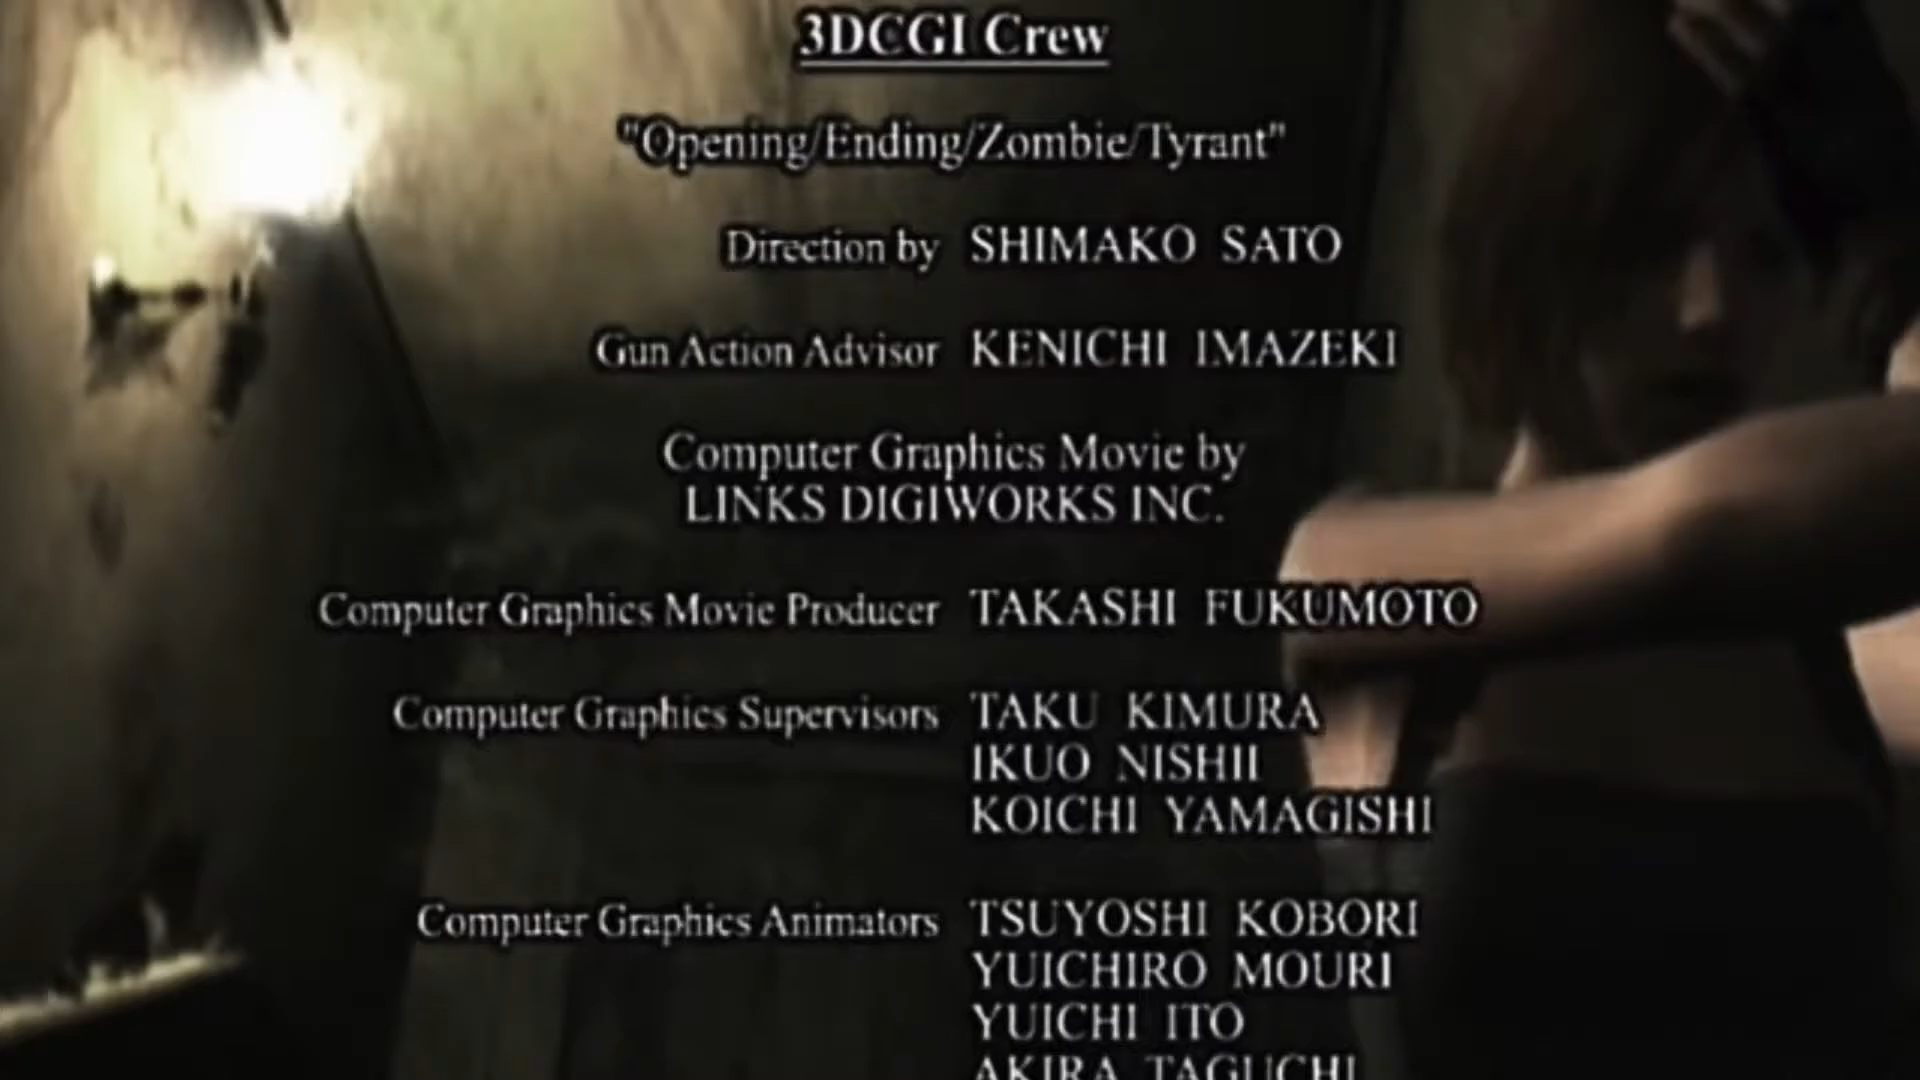 3DCGI Crew
"Opening/Ending/Zombie/Tyrant"
Direction by SHIMAKO SATO
Gun Action Advisor KENICHI IMAZEKI
Computer Graphics Movie by
LINKS DIGIWORKS INC.
Computer Graphics Movie Producer TAKASHI FUKUMOTO
Computer Graphics Supervisors TAKU KIMURA
IKUO NISHII
KOICHI YAMAGISHI
Computer Graphics Animators TSUYOSHI KOBORI
YUICHIRO MOURI
YUICHI ITO
AKIRA TAGUCHI